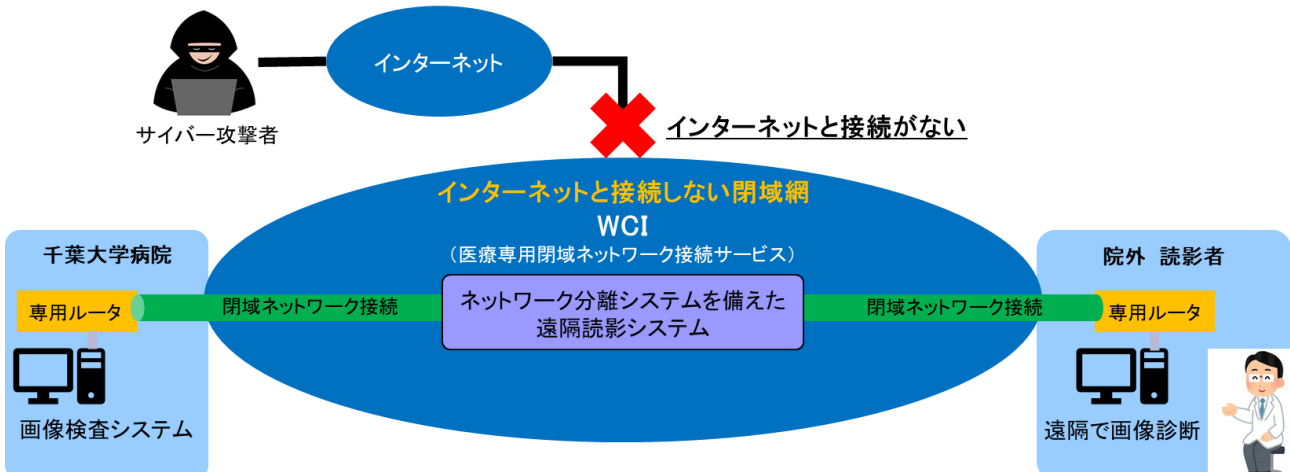 インターネット
サイバー攻撃者
インターネットと接続がない
インターネットと接続しない閉域網
WCI
（医療専用閉域ネットワーク接続サービス）
千葉大学病院
専用ルータ
閉域ネットワーク接続
ネットワーク分離システムを備えた
遠隔読影システム
閉域ネットワーク接続
院外 読影者
専用ルータ
画像検査システム
遠隔で画像診断